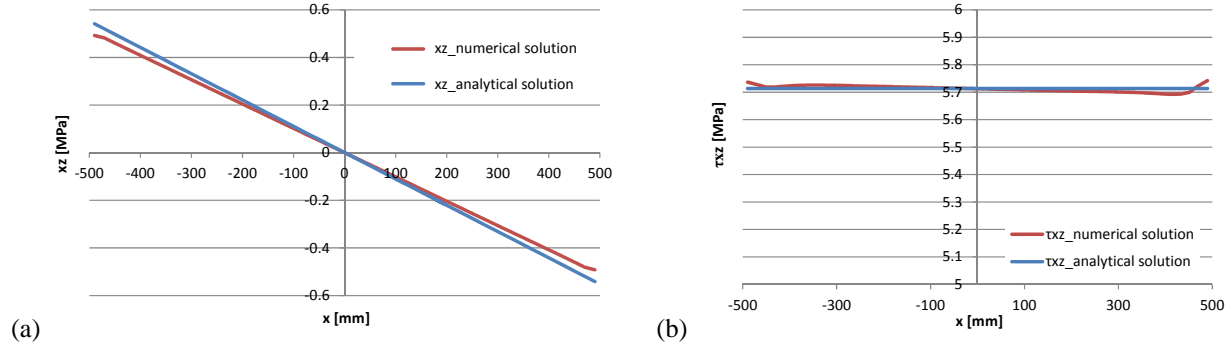 0.6
0.4
0.2
0
-0.2
-0.4
-0.6
-500 -400 -300 -200 -100 0 100 200 300 400 500
xz [MPa]
x [mm]
xz_numerical solution
xz_analytical solution
(a)
6
5.9
5.8
5.7
5.6
5.5
5.4
5.3
5.2
5.1
5
-500 -300 -100 100 300 500
τxz [MPa]
x [mm]
τxz_numerical solution
τxz_analytical solution
(b)